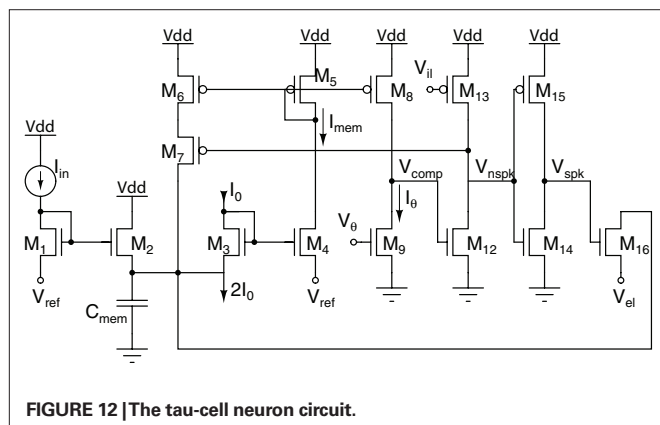 Vdd Vdd Vdd Vdd Vdd
M6 M5 M8 Vil M13 M15
Imem
Vdd
Iin M7
Vdd Vcomp Vnspk Vspk
I0 Iθ
M1 M2 M3 M4 Vθ M9 M12 M14 M16
Vref 2I0 Vref Vel
Cmem
FIGURE 12 | The tau-cell neuron circuit.